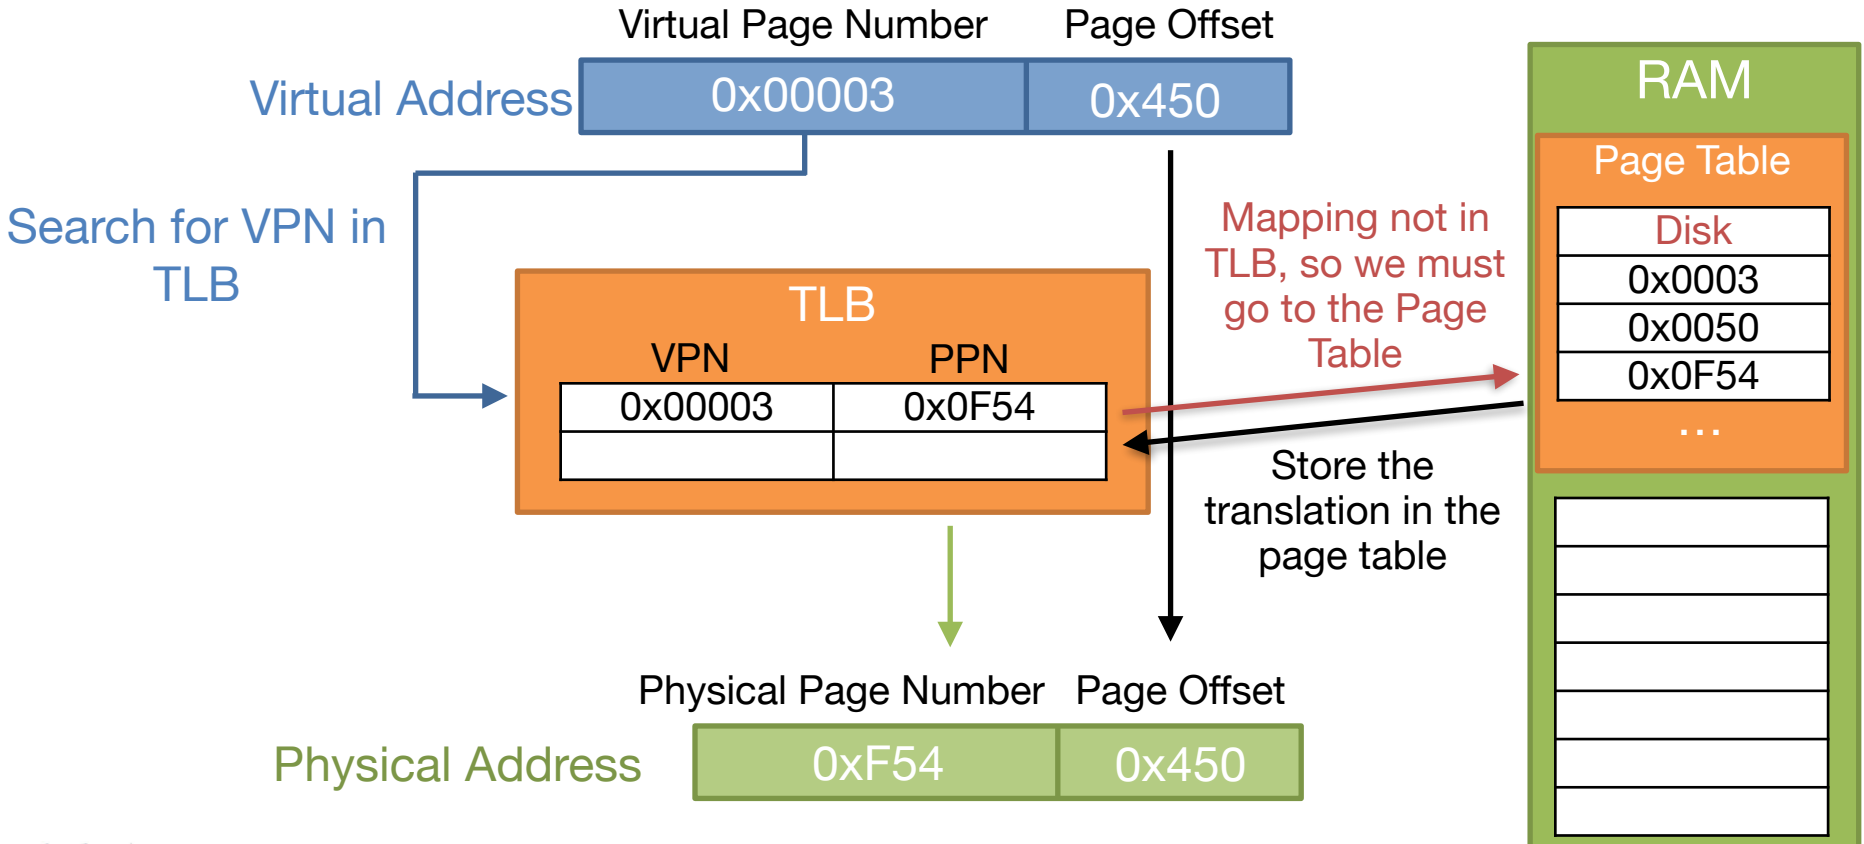 Virtual Page Number Page Offset
Virtual Address 0x00003 0x450
Search for VPN in
TLB
TLB
VPN PPN
0x00003 0x0F54
Mapping not in
TLB, so we must
go to the Page
Table
Store the
translation in the
page table
RAM
Page Table
Disk
0x0003
0x0050
0x0F54
...
Physical Page Number Page Offset
Physical Address 0xF54 0x450